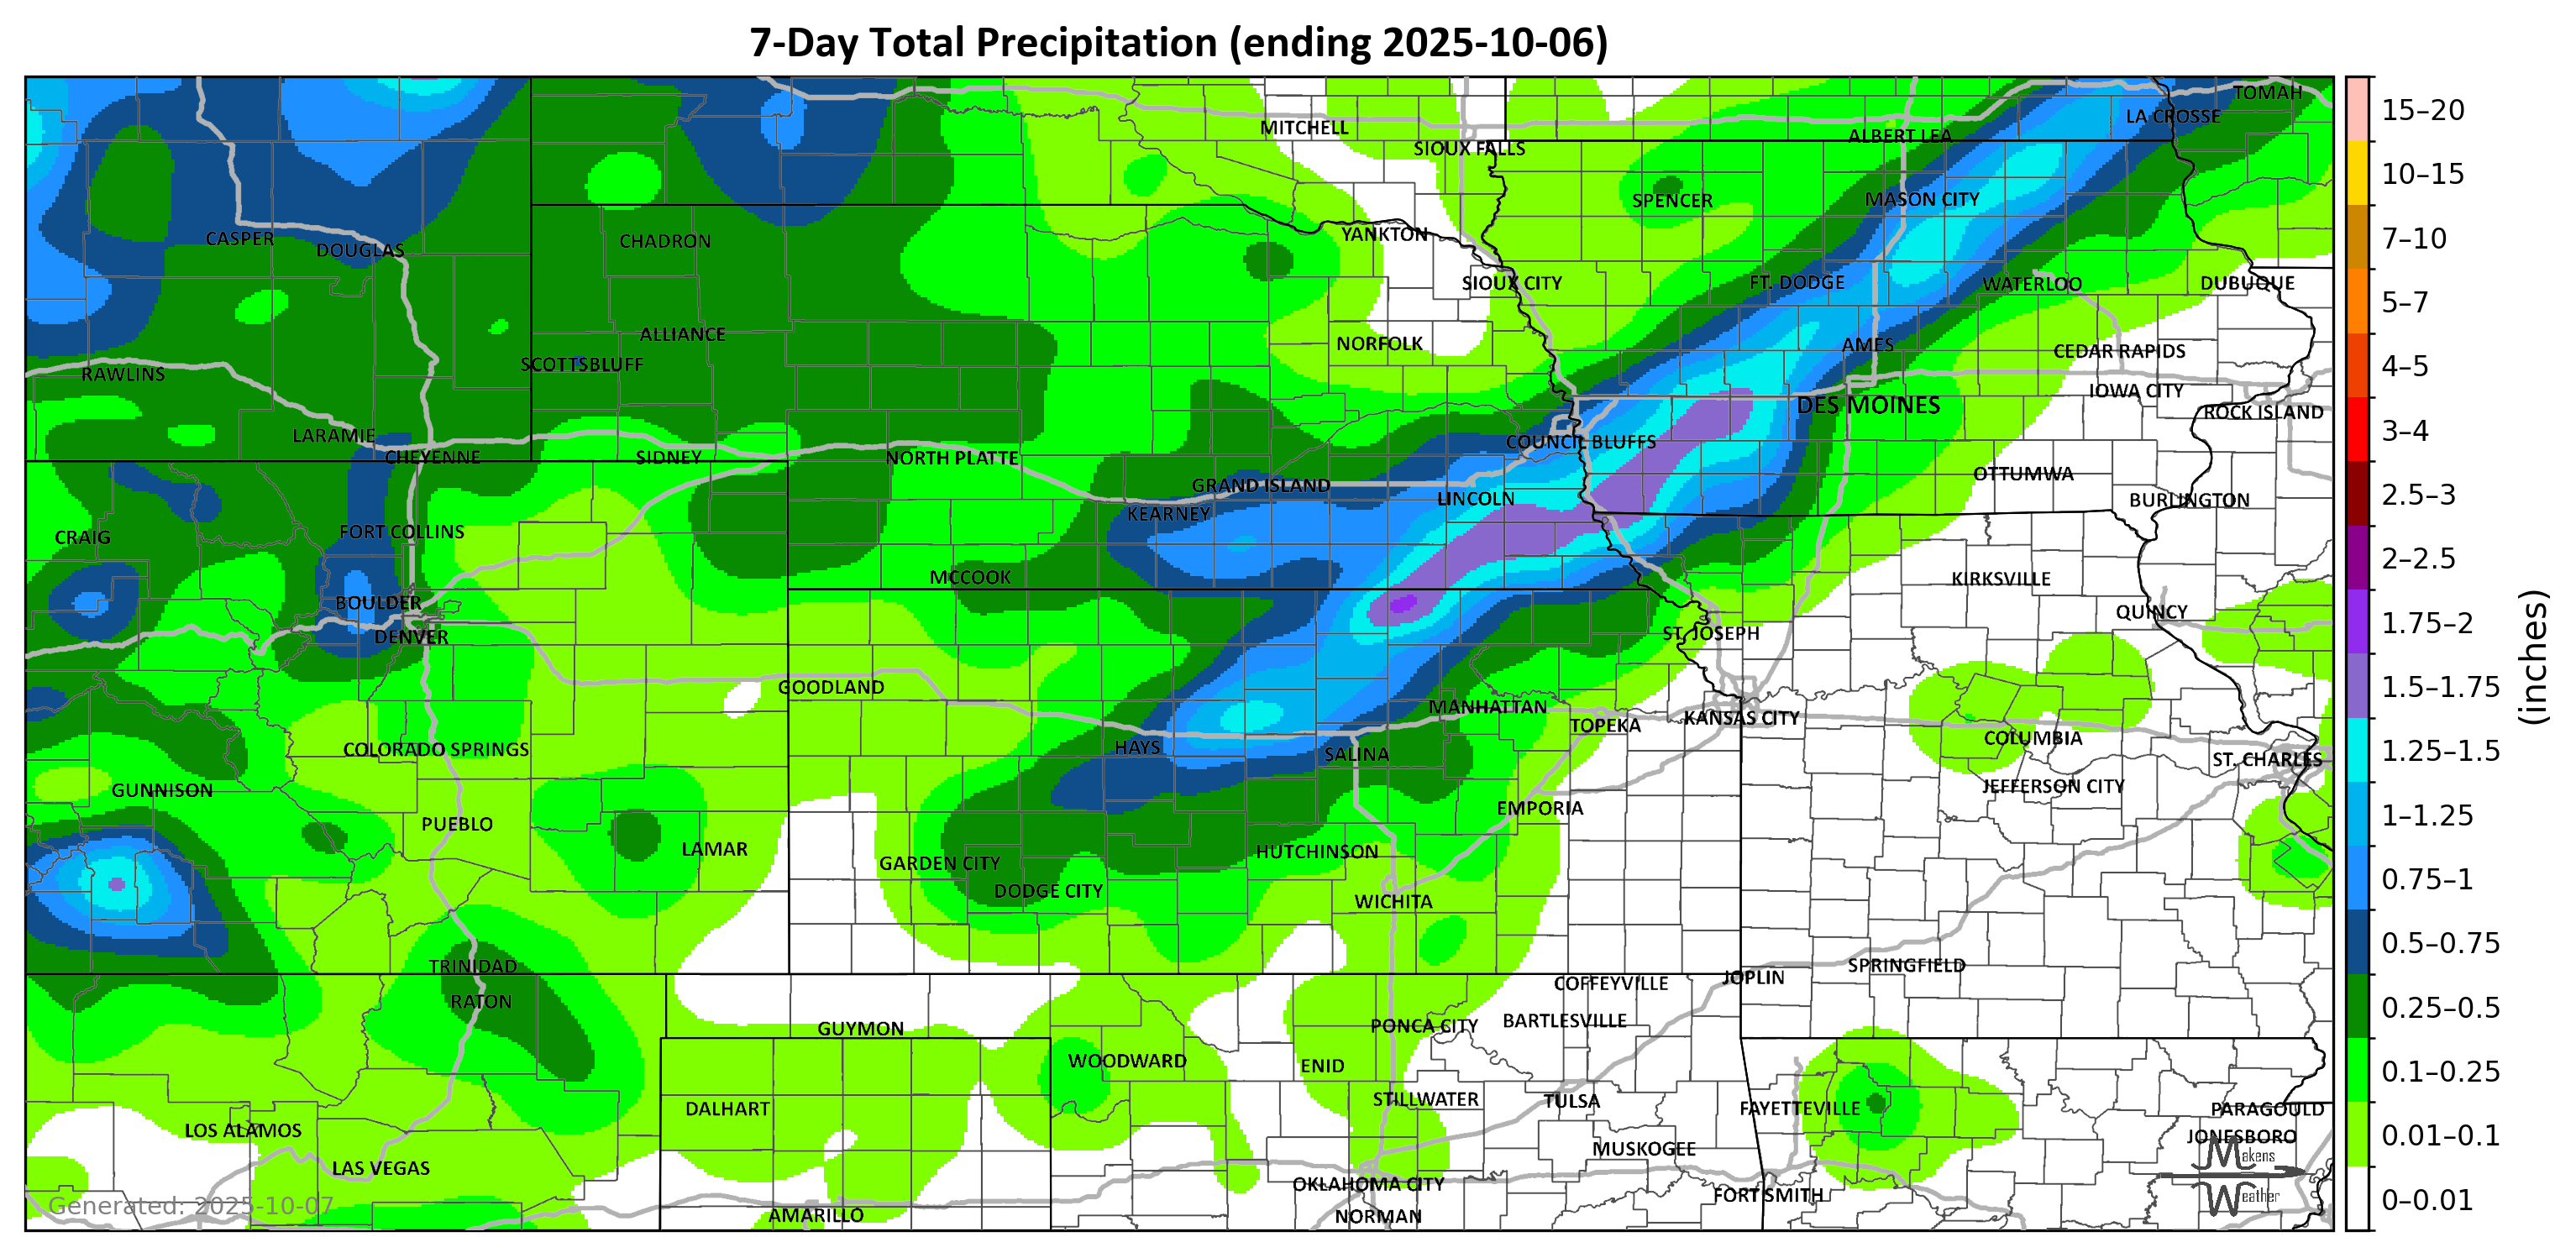 7-Day Total Precipitation (ending 2025-10-06)
TOMAH
LA CROSSE
MITCHELL
ALBERT LEA
SIOUX FALLS
MASON CITY
SPENCER
YANKTON
CASPER
CHADRON
DOUGLAS
SIOUX CITY
FT. DODGE
WATERLOO
DUBUQUE
ALLIANCE
NORFOLK
AMES
CEDAR RAPIDS
SCOTTSBLUFF
RAWLINS
IOWA CITY
DES MOINES
ROCK ISLAND
LARAMIE
COUNCIL BLUFFS
CHEYENNE
SIDNEY
NORTH PLATTE
OTTUMWA
GRAND ISLAND
LINCOLN
BURLINGTON
KEARNEY
FORT COLLINS
CRAIG
MCCOOK
KIRKSVILLE
BOULDER
QUINCY
DENVER
ST. JOSEPH
GOODLAND
MANHATTAN
TOPEKA
KANSAS CITY
COLORADO SPRINGS
HAYS
SALINA
COLUMBIA
ST. CHARLES
GUNNISON
JEFFERSON CITY
EMPORIA
PUEBLO
LAMAR
HUTCHINSON
GARDEN CITY
DODGE CITY
WICHITA
TRINIDAD
SPRINGFIELD
JOPLIN
COFFEYVILLE
RATON
GUYMON
PONCA CITY
BARTLESVILLE
WOODWARD
ENID
DALHART
STILLWATER
TULSA
FAYETTEVILLE
PARAGOULD
LOS ALAMOS
JONESBORO
MUSKOGEE
LAS VEGAS
OKLAHOMA CITY
FORT SMITH
AMARILLO
NORMAN
Makens
Weather
Generated: 2025-10-07
15–20
10–15
7–10
5–7
4–5
3–4
2.5–3
2–2.5
1.75–2
1.5–1.75
1.25–1.5
1–1.25
0.75–1
0.5–0.75
0.25–0.5
0.1–0.25
0.01–0.1
0–0.01
(inches)